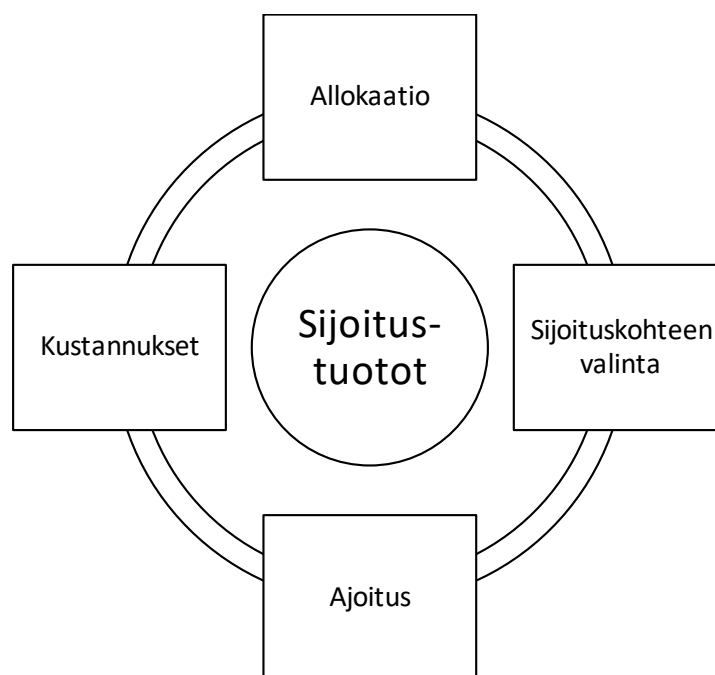 Allokaatio
Kustannukset
Sijoitus-
tuotot
Sijoituskohteen
valinta
Ajoitus